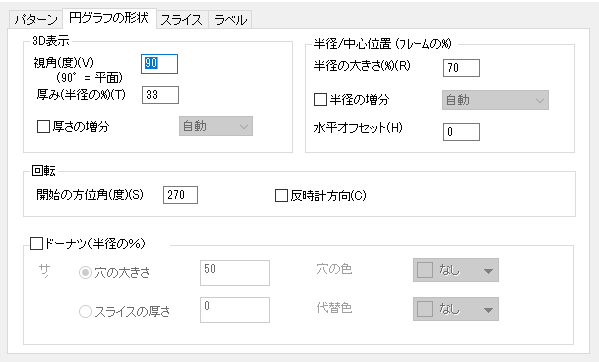 パターン 円グラフの形状 スライス ラベル
3D表示
視角(度)(V) 90
(90° = 平面)
厚み(半径の%)(T) 33
厚さの増分 自動
半径/中心位置 (フレームの%)
半径の大きさ(%)(R) 70
半径の増分 自動
水平オフセット(H) 0
回転
開始の方位角(度)(S) 270 反時計方向(C)
ドーナツ(半径の%)
サ 穴の大きさ 50 穴の色 なし
スライスの厚さ 0 代替色 なし